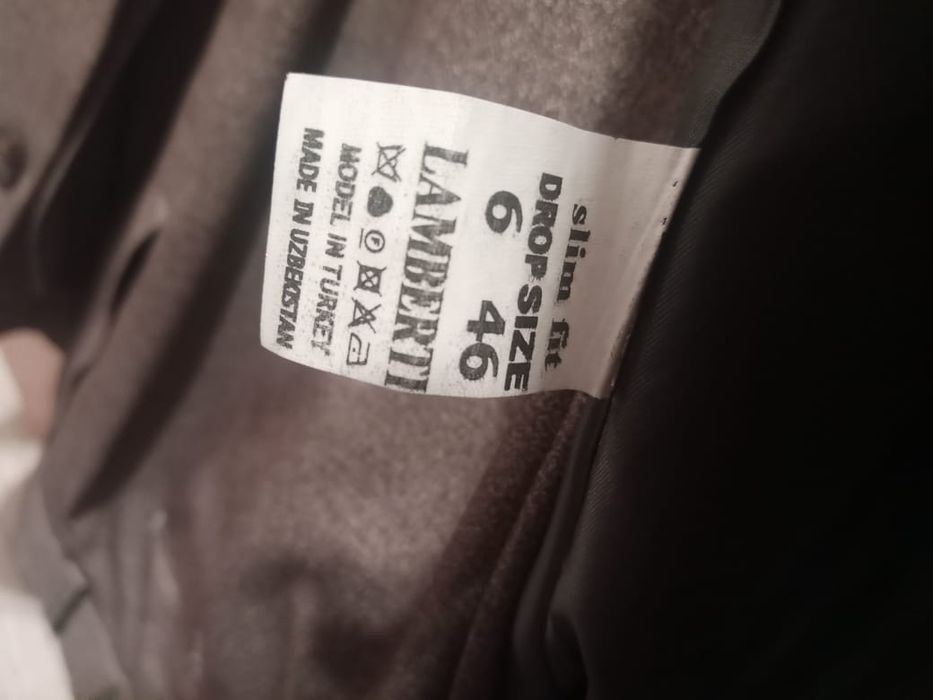 slim fit
DROP SIZE
6 46
LAMBERTI
MODEL IN TURKEY
MADE IN UZBEKISTAN